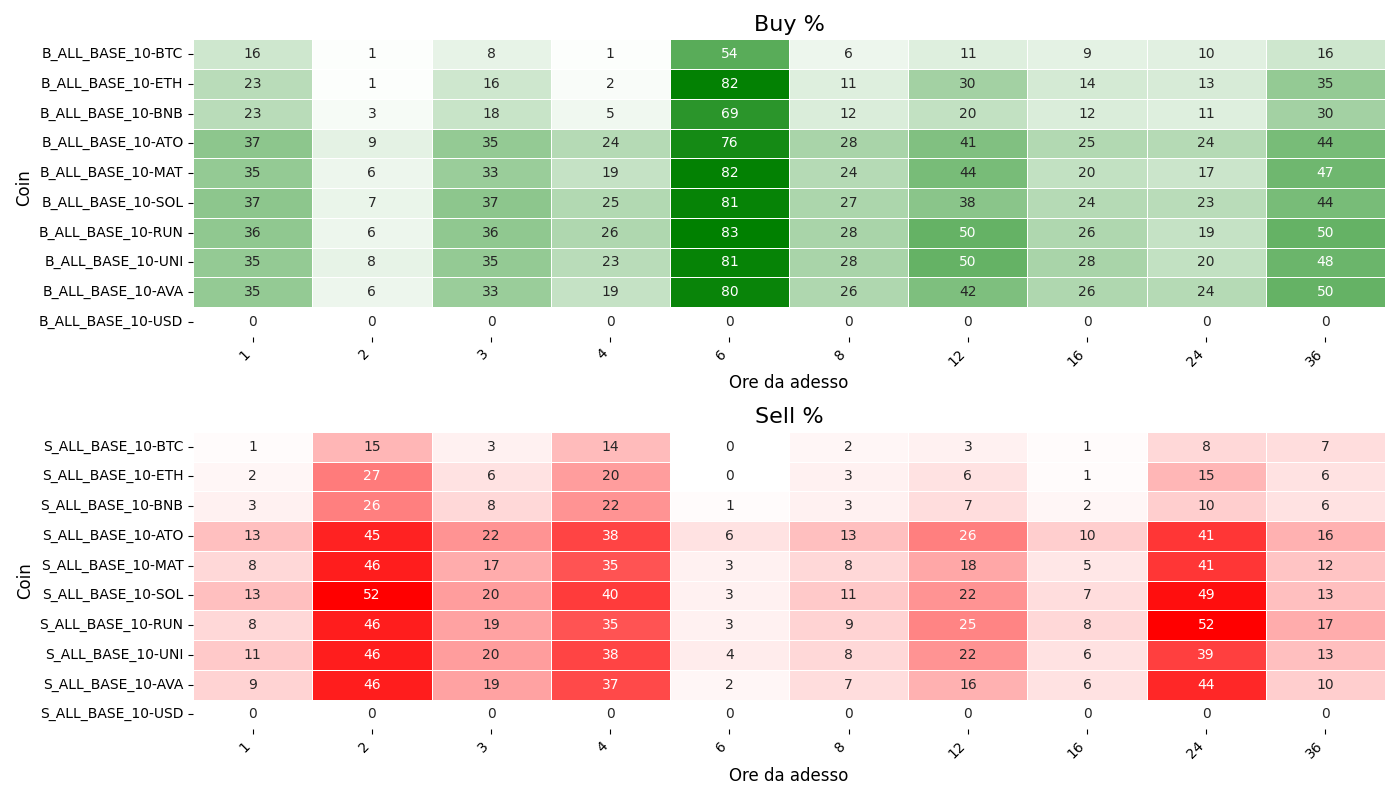 Buy %
Coin
B_ALL_BASE_10-BTC 16 1 8 1 54 6 11 9 10 16
B_ALL_BASE_10-ETH 23 1 16 2 82 11 30 14 13 35
B_ALL_BASE_10-BNB 23 3 18 5 69 12 20 12 11 30
B_ALL_BASE_10-ATO 37 9 35 24 76 28 41 25 24 44
B_ALL_BASE_10-MAT 35 6 33 19 82 24 44 20 17 47
B_ALL_BASE_10-SOL 37 7 37 25 81 27 38 24 23 44
B_ALL_BASE_10-RUN 36 6 36 26 83 28 50 26 19 50
B_ALL_BASE_10-UNI 35 8 35 23 81 28 50 28 20 48
B_ALL_BASE_10-AVA 35 6 33 19 80 26 42 26 24 50
B_ALL_BASE_10-USD 0 0 0 0 0 0 0 0 0 0
1 2 3 4 6 8 12 16 24 36
Ore da adesso
Sell %
Coin
S_ALL_BASE_10-BTC 1 15 3 14 0 2 3 1 8 7
S_ALL_BASE_10-ETH 2 27 6 20 0 3 6 1 15 6
S_ALL_BASE_10-BNB 3 26 8 22 1 3 7 2 10 6
S_ALL_BASE_10-ATO 13 45 22 38 6 13 26 10 41 16
S_ALL_BASE_10-MAT 8 46 17 35 3 8 18 5 41 12
S_ALL_BASE_10-SOL 13 52 20 40 3 11 22 7 49 13
S_ALL_BASE_10-RUN 8 46 19 35 3 9 25 8 52 17
S_ALL_BASE_10-UNI 11 46 20 38 4 8 22 6 39 13
S_ALL_BASE_10-AVA 9 46 19 37 2 7 16 6 44 10
S_ALL_BASE_10-USD 0 0 0 0 0 0 0 0 0 0
1 2 3 4 6 8 12 16 24 36
Ore da adesso